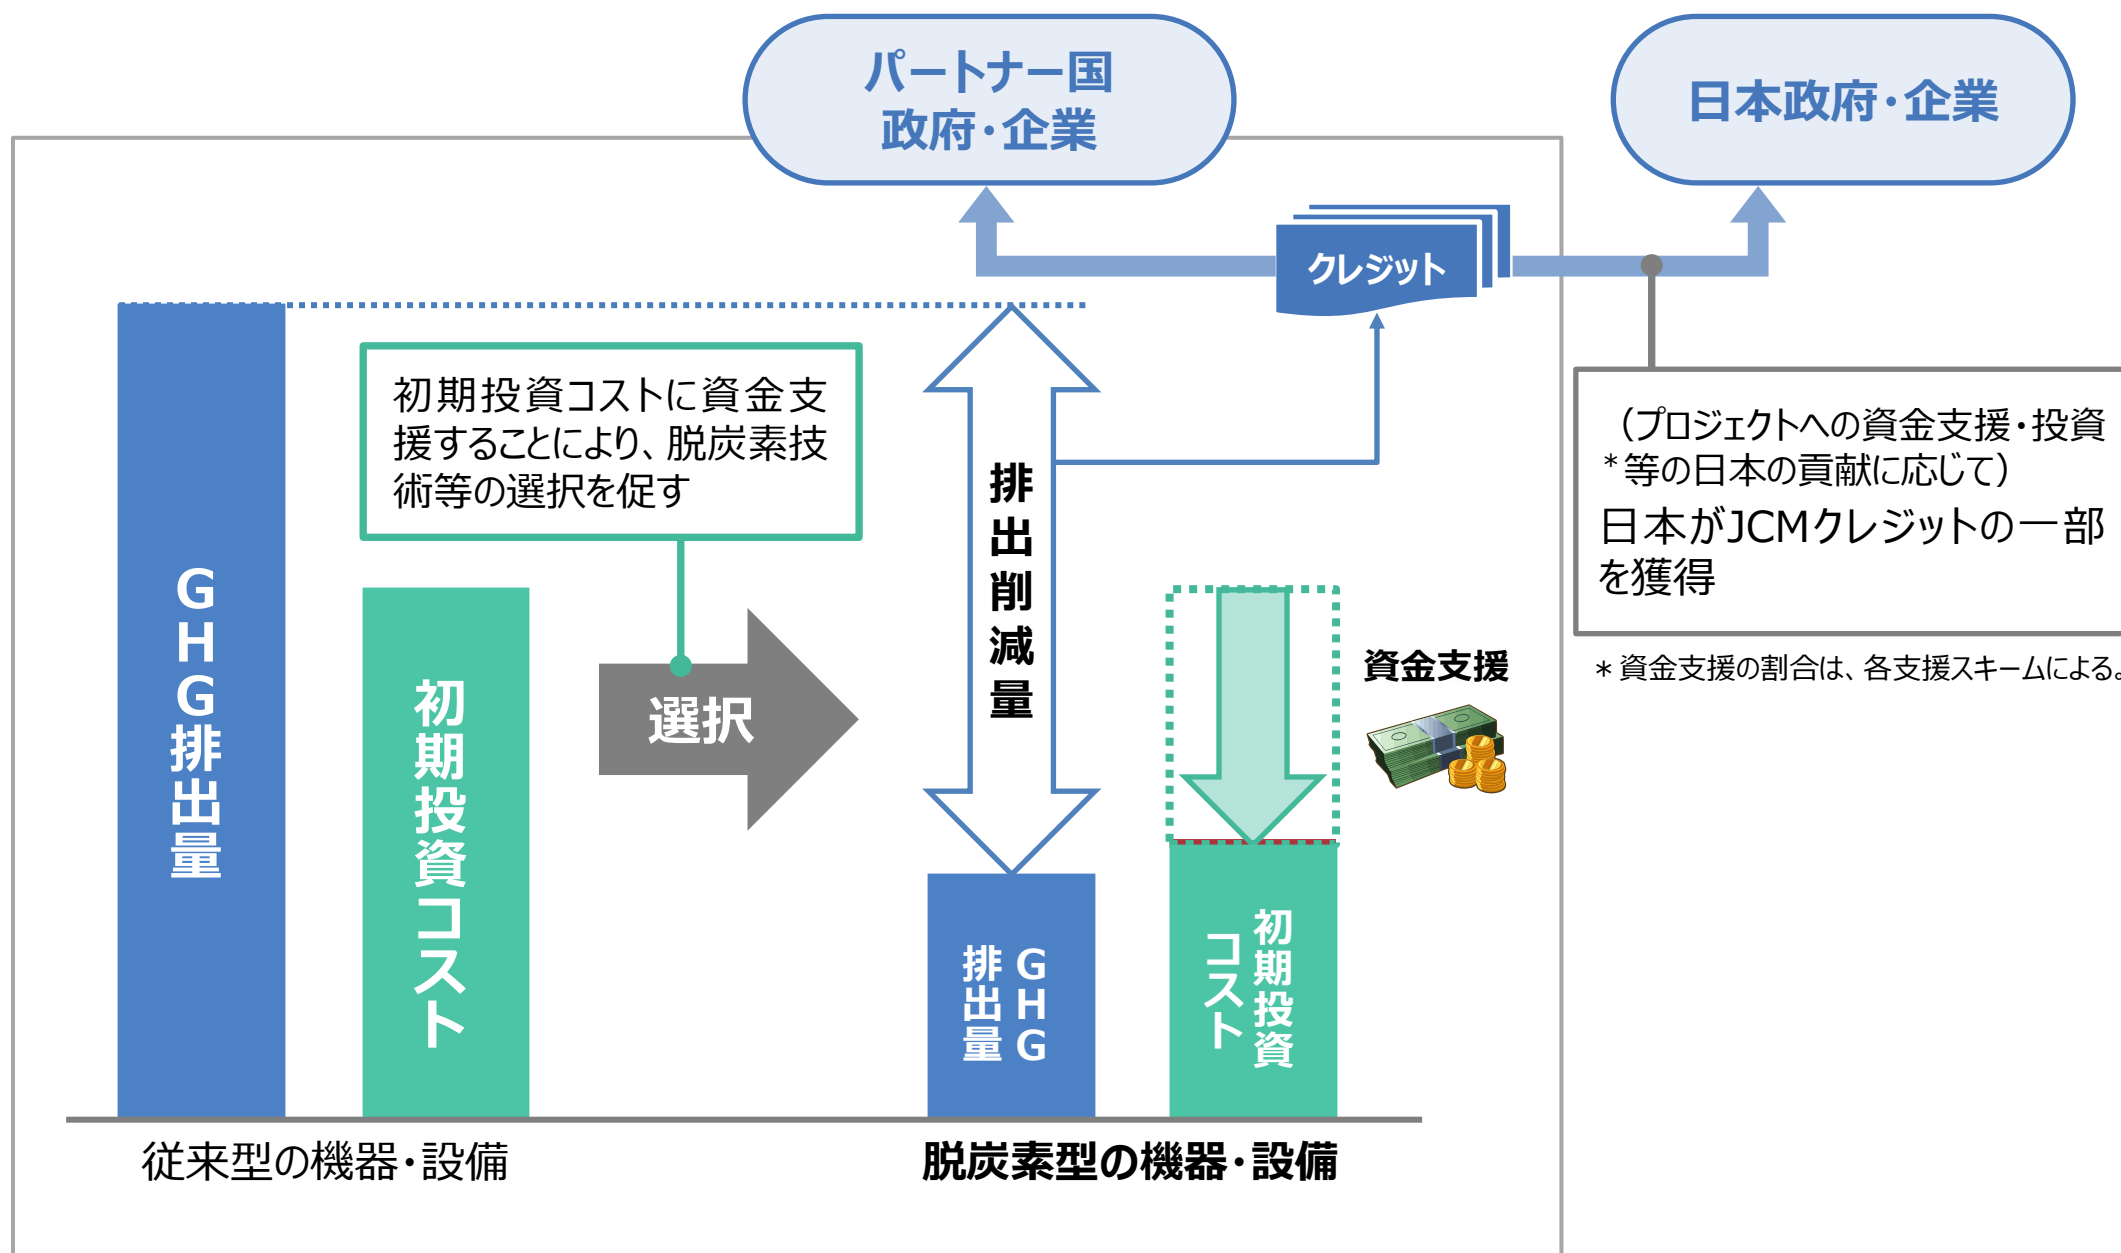 パートナー国
政府・企業
日本政府・企業
クレジット
初期投資コストに資金支
援することにより、脱炭素技
術等の選択を促す
（プロジェクトへの資金支援・投資
*等の日本の貢献に応じて）
日本がJCMクレジットの一部
を獲得
＊資金支援の割合は、各支援スキームによる。
GHG排出量
初期投資コスト
選択
排出削減量
資金支援
GHG
排出量
初期投資
コスト
従来型の機器・設備
脱炭素型の機器・設備